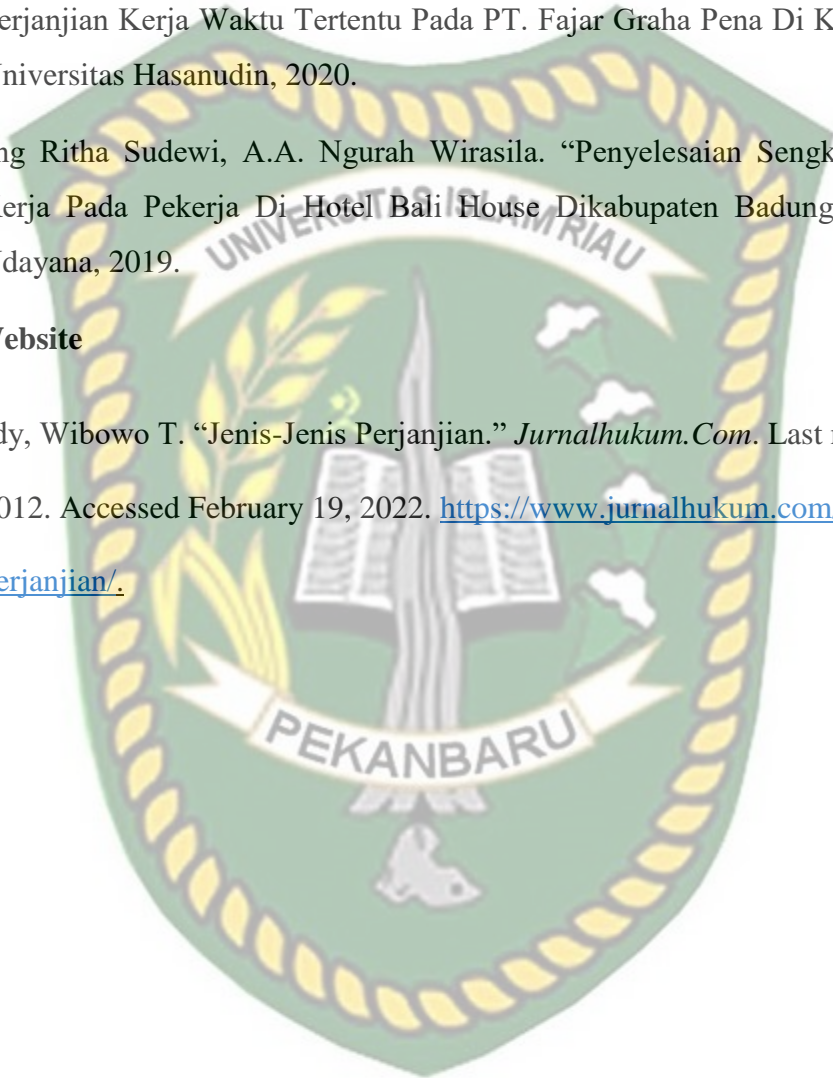 erjanjian Kerja Waktu Tertentu Pada PT. Fajar Graha Pena Di K
niversitas Hasanudin, 2020.
ng Ritha Sudewi, A.A. Ngurah Wirasila. “Penyelesaian Sengk
erja Pada Pekerja Di Hotel Bali House Dikabupaten Badung
dayana, 2019.
UNIVERSITAS ISLAM RIAU
ebsite
dy, Wibowo T. “Jenis-Jenis Perjanjian.” Jurnalhukum.Com. Last
012. Accessed February 19, 2022. https://www.jurnalhukum.com
erjanjian/.
PEKANBARU